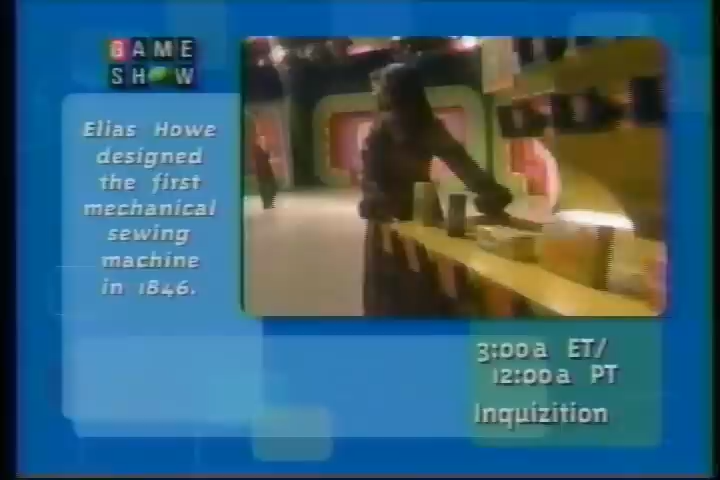 GAME
SHOW
Elias Howe
designed
the first
mechanical
sewing
machine
in 1846.
3:00a ET/
12:00a PT
Inquizition